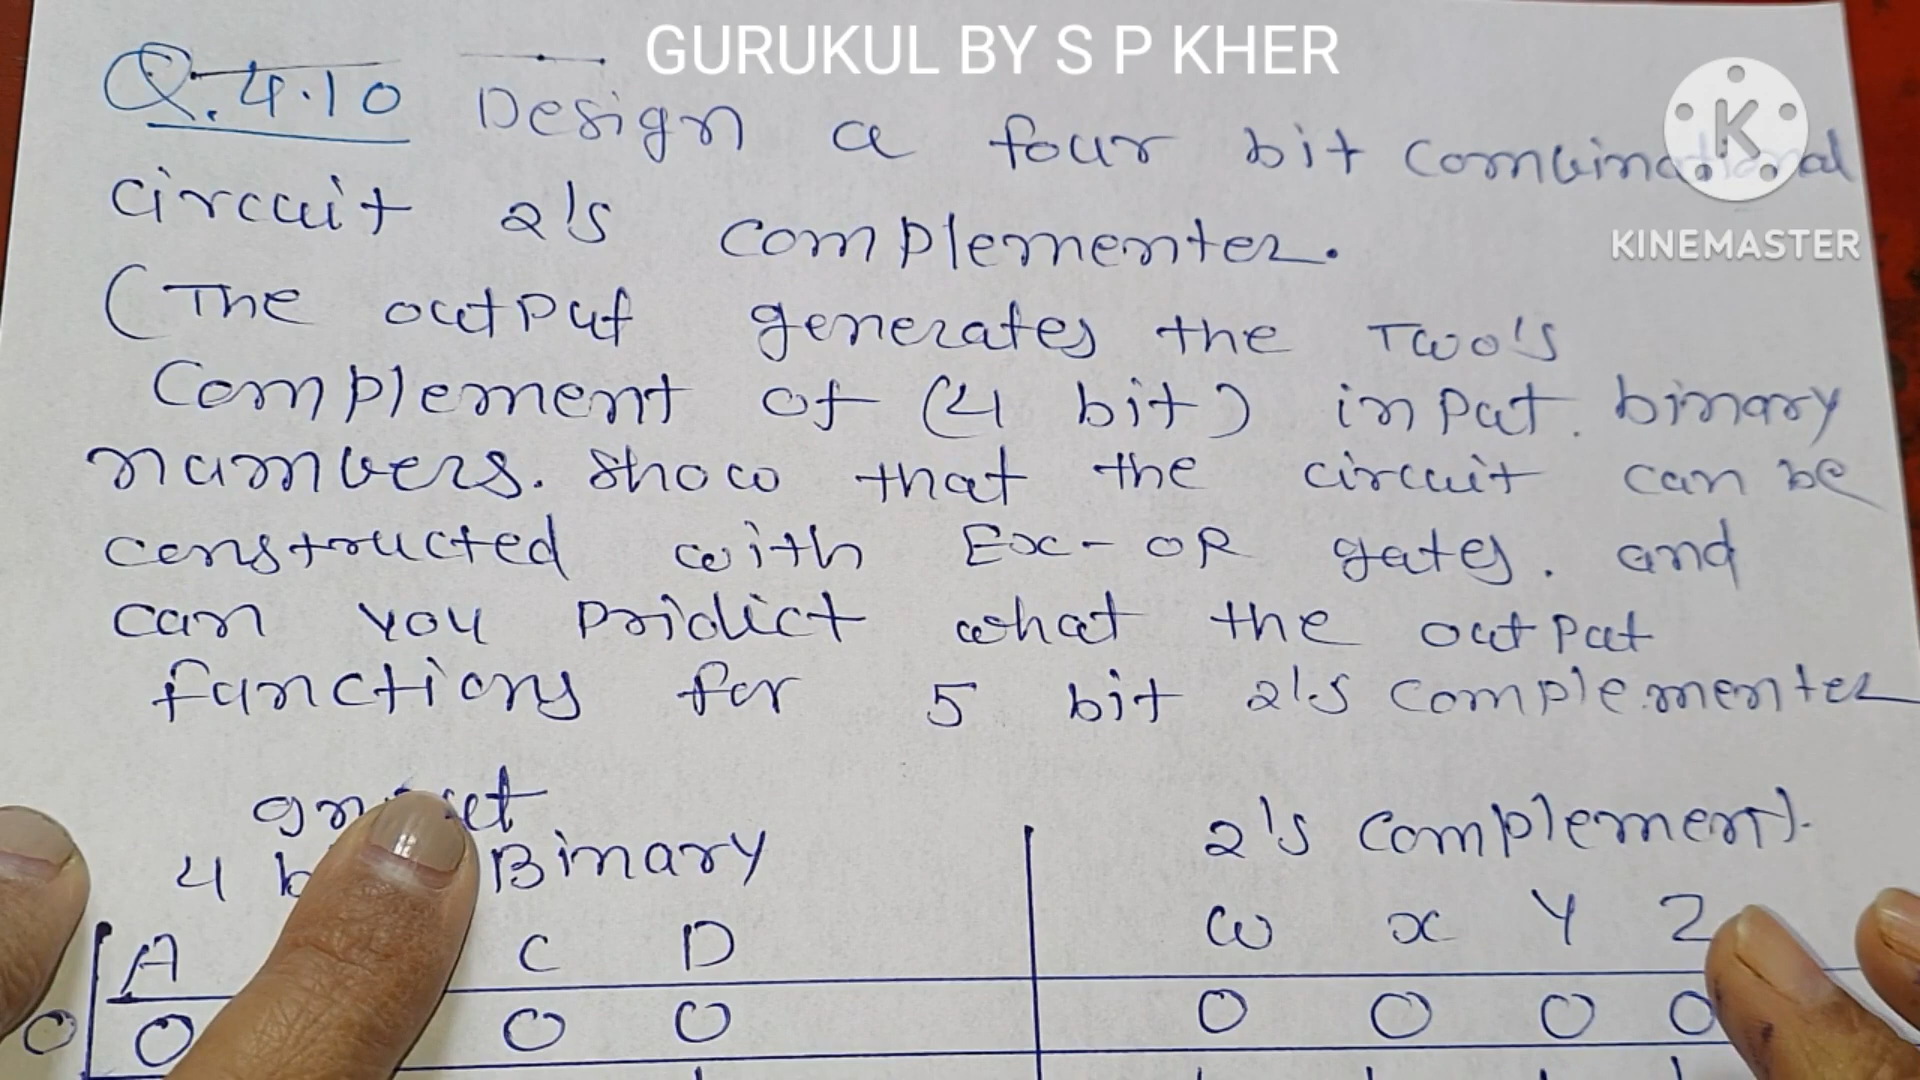 GURUKUL BY S P KHER
KINEMASTER
Q.4.10 Design a four bit combinational
circuit 2's complementer.
(The output generates the Two's
Complement of (4 bit) input. binary
numbers. Show that the circuit can be
constructed with Ex-OR gates. and
can you pridict what the output
functions for 5 bit 2's complementer
4 Binary
2's Complement).
A C D
W X Y Z
0 0 0 0
0 0 0 0